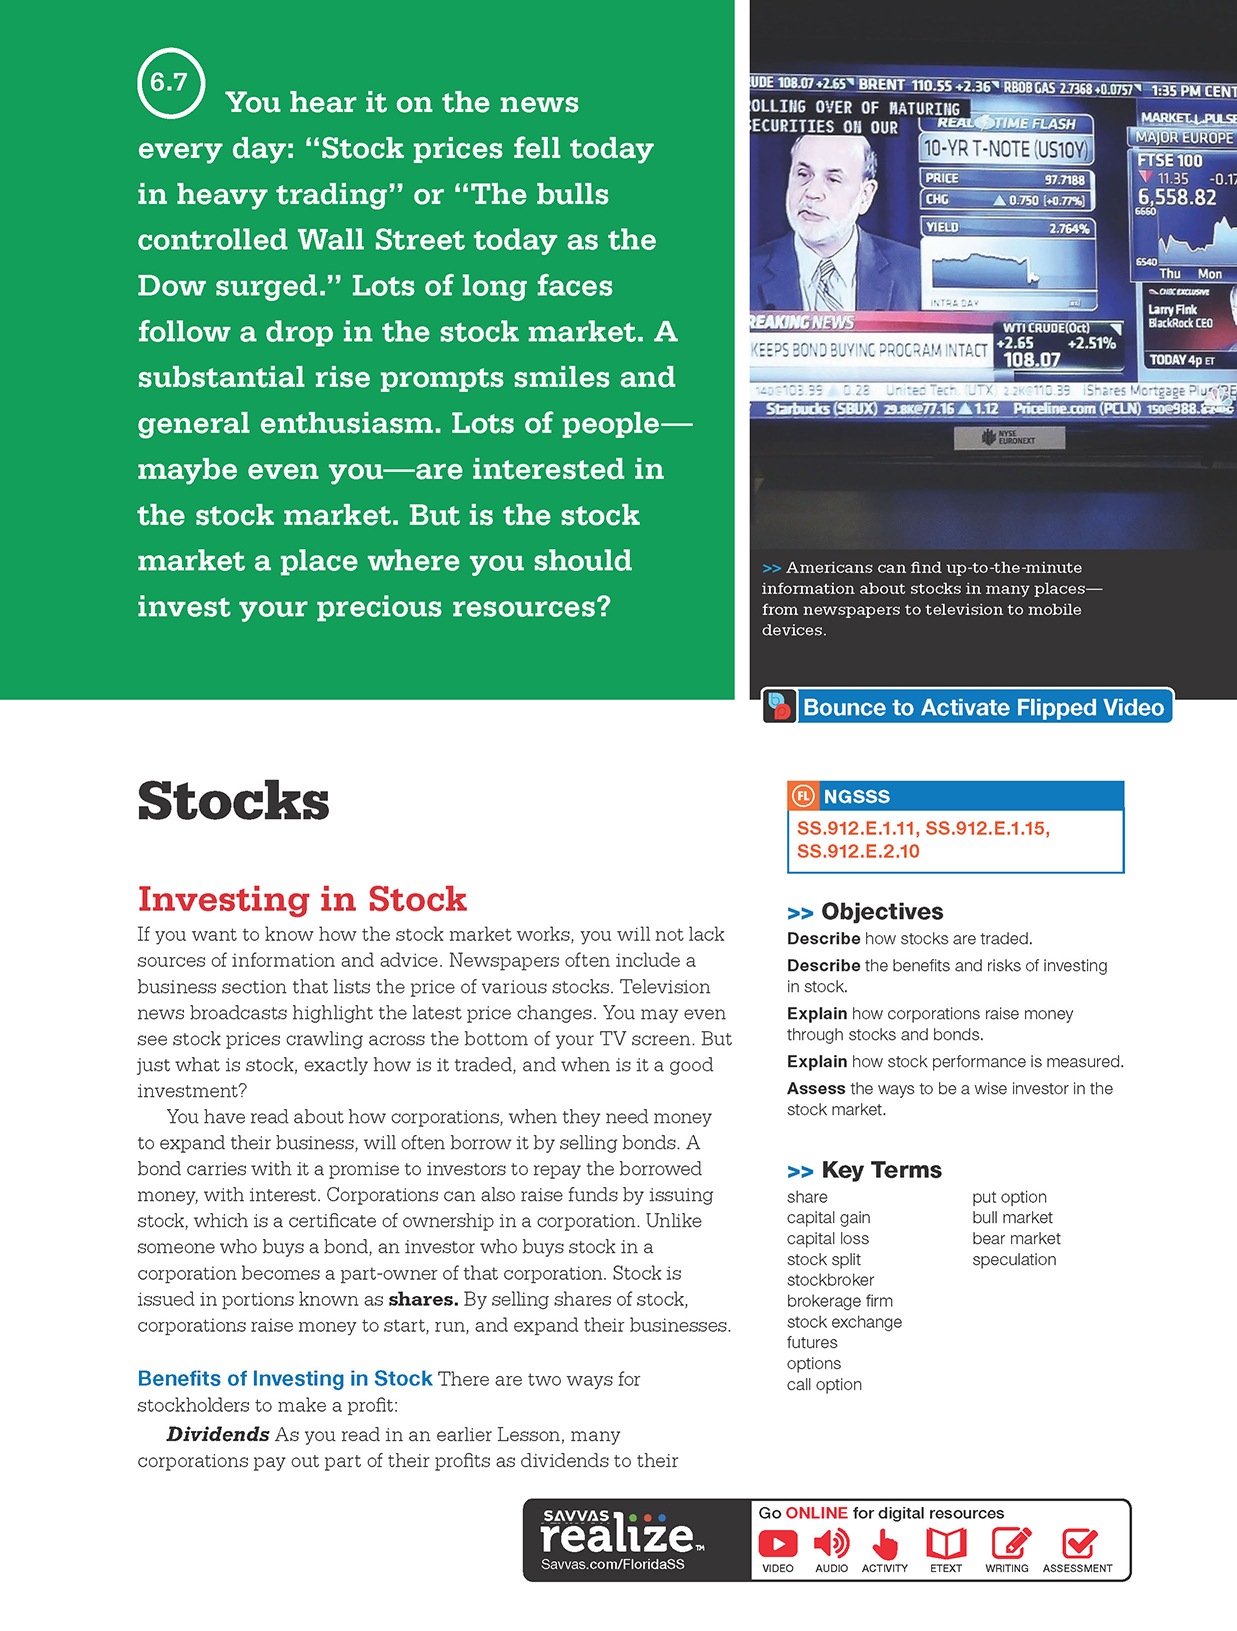 6.7
You hear it on the news
every day: “Stock prices fell today
in heavy trading” or “The bulls
controlled Wall Street today as the
Dow surged.” Lots of long faces
follow a drop in the stock market. A
substantial rise prompts smiles and
general enthusiasm. Lots of people—
maybe even you—are interested in
the stock market. But is the stock
market a place where you should
invest your precious resources?
UDE 108.07 +2.65 BRENT 110.55 +2.36 RBOB GAS 2.7368 +0.0757 1:35 PM CENT
OLLING OVER OF MATURING
ECURITIES ON OUR
REAL TIME FLASH
10-YR T-NOTE (US10Y)
PRICE 97.7188
CHG 0.750 [+0.77%]
YIELD 2.764%
INTRA DAY
MARKET PULSE
MAJOR EUROPE
FTSE 100
11.35 -0.17
6,558.82
6660
6540
Thu Mon
CNBC EXCLUSIVE
Larry Fink
BlackRock CEO
TODAY 4p ET
REAKING NEWS
KEEPS BOND BUYING PROGRAM INTACT
WTI CRUDE(Oct)
+2.65 +2.51%
108.07
140@103.99 0.28 United Tech. (UTX) 2.2K@110.39 iShares Mortgage Plu
Starbucks (SBUX) 29.8K@77.16 1.12 Priceline.com (PCLN) 150@988.
NYSE
EURONEXT
>> Americans can find up-to-the-minute
information about stocks in many places—
from newspapers to television to mobile
devices.
Bounce to Activate Flipped Video
Stocks
Investing in Stock
If you want to know how the stock market works, you will not lack
sources of information and advice. Newspapers often include a
business section that lists the price of various stocks. Television
news broadcasts highlight the latest price changes. You may even
see stock prices crawling across the bottom of your TV screen. But
just what is stock, exactly how is it traded, and when is it a good
investment?
You have read about how corporations, when they need money
to expand their business, will often borrow it by selling bonds. A
bond carries with it a promise to investors to repay the borrowed
money, with interest. Corporations can also raise funds by issuing
stock, which is a certificate of ownership in a corporation. Unlike
someone who buys a bond, an investor who buys stock in a
corporation becomes a part-owner of that corporation. Stock is
issued in portions known as shares. By selling shares of stock,
corporations raise money to start, run, and expand their businesses.
Benefits of Investing in Stock There are two ways for
stockholders to make a profit:
Dividends As you read in an earlier Lesson, many
corporations pay out part of their profits as dividends to their
FL NGSSS
SS.912.E.1.11, SS.912.E.1.15,
SS.912.E.2.10
>> Objectives
Describe how stocks are traded.
Describe the benefits and risks of investing
in stock.
Explain how corporations raise money
through stocks and bonds.
Explain how stock performance is measured.
Assess the ways to be a wise investor in the
stock market.
>> Key Terms
share
capital gain
capital loss
stock split
stockbroker
brokerage firm
stock exchange
futures
options
call option
put option
bull market
bear market
speculation
SAVVAS
realize™
Savvas.com/FloridaSS
Go ONLINE for digital resources
VIDEO AUDIO ACTIVITY ETEXT WRITING ASSESSMENT